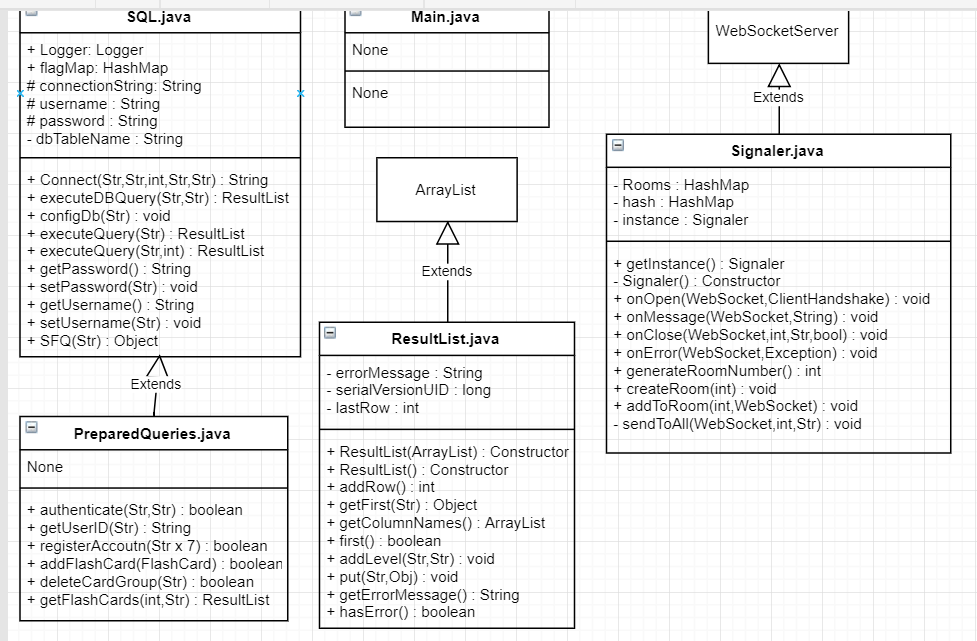 SQL.java
+ Logger: Logger
+ flagMap: HashMap
# connectionString: String
# username : String
# password : String
- dbTableName : String
+ Connect(Str,Str,int,Str,Str) : String
+ executeDBQuery(Str,Str) : ResultList
+ configDb(Str) : void
+ executeQuery(Str) : ResultList
+ executeQuery(Str,int) : ResultList
+ getPassword() : String
+ setPassword(Str) : void
+ getUsername() : String
+ setUsername(Str) : void
+ SFQ(Str) : Object
Extends
PreparedQueries.java
None
+ authenticate(Str,Str) : boolean
+ getUserID(Str) : String
+ registerAccoutn(Str x 7) : boolean
+ addFlashCard(FlashCard) : boolean
+ deleteCardGroup(Str) : boolean
+ getFlashCards(int,Str) : ResultList
Main.java
None
None
ArrayList
Extends
ResultList.java
- errorMessage : String
- serialVersionUID : long
- lastRow : int
+ ResultList(ArrayList) : Constructor
+ ResultList() : Constructor
+ addRow() : int
+ getFirst(Str) : Object
+ getColumnNames() : ArrayList
+ first() : boolean
+ addLevel(Str,Str) : void
+ put(Str,Obj) : void
+ getErrorMessage() : String
+ hasError() : boolean
WebSocketServer
Extends
Signaler.java
- Rooms : HashMap
- hash : HashMap
- instance : Signaler
+ getInstance() : Signaler
- Signaler() : Constructor
+ onOpen(WebSocket,ClientHandshake) : void
+ onMessage(WebSocket,String) : void
+ onClose(WebSocket,int,Str,bool) : void
+ onError(WebSocket,Exception) : void
+ generateRoomNumber() : int
+ createRoom(int) : void
+ addToRoom(int,WebSocket) : void
- sendToAll(WebSocket,int,Str) : void